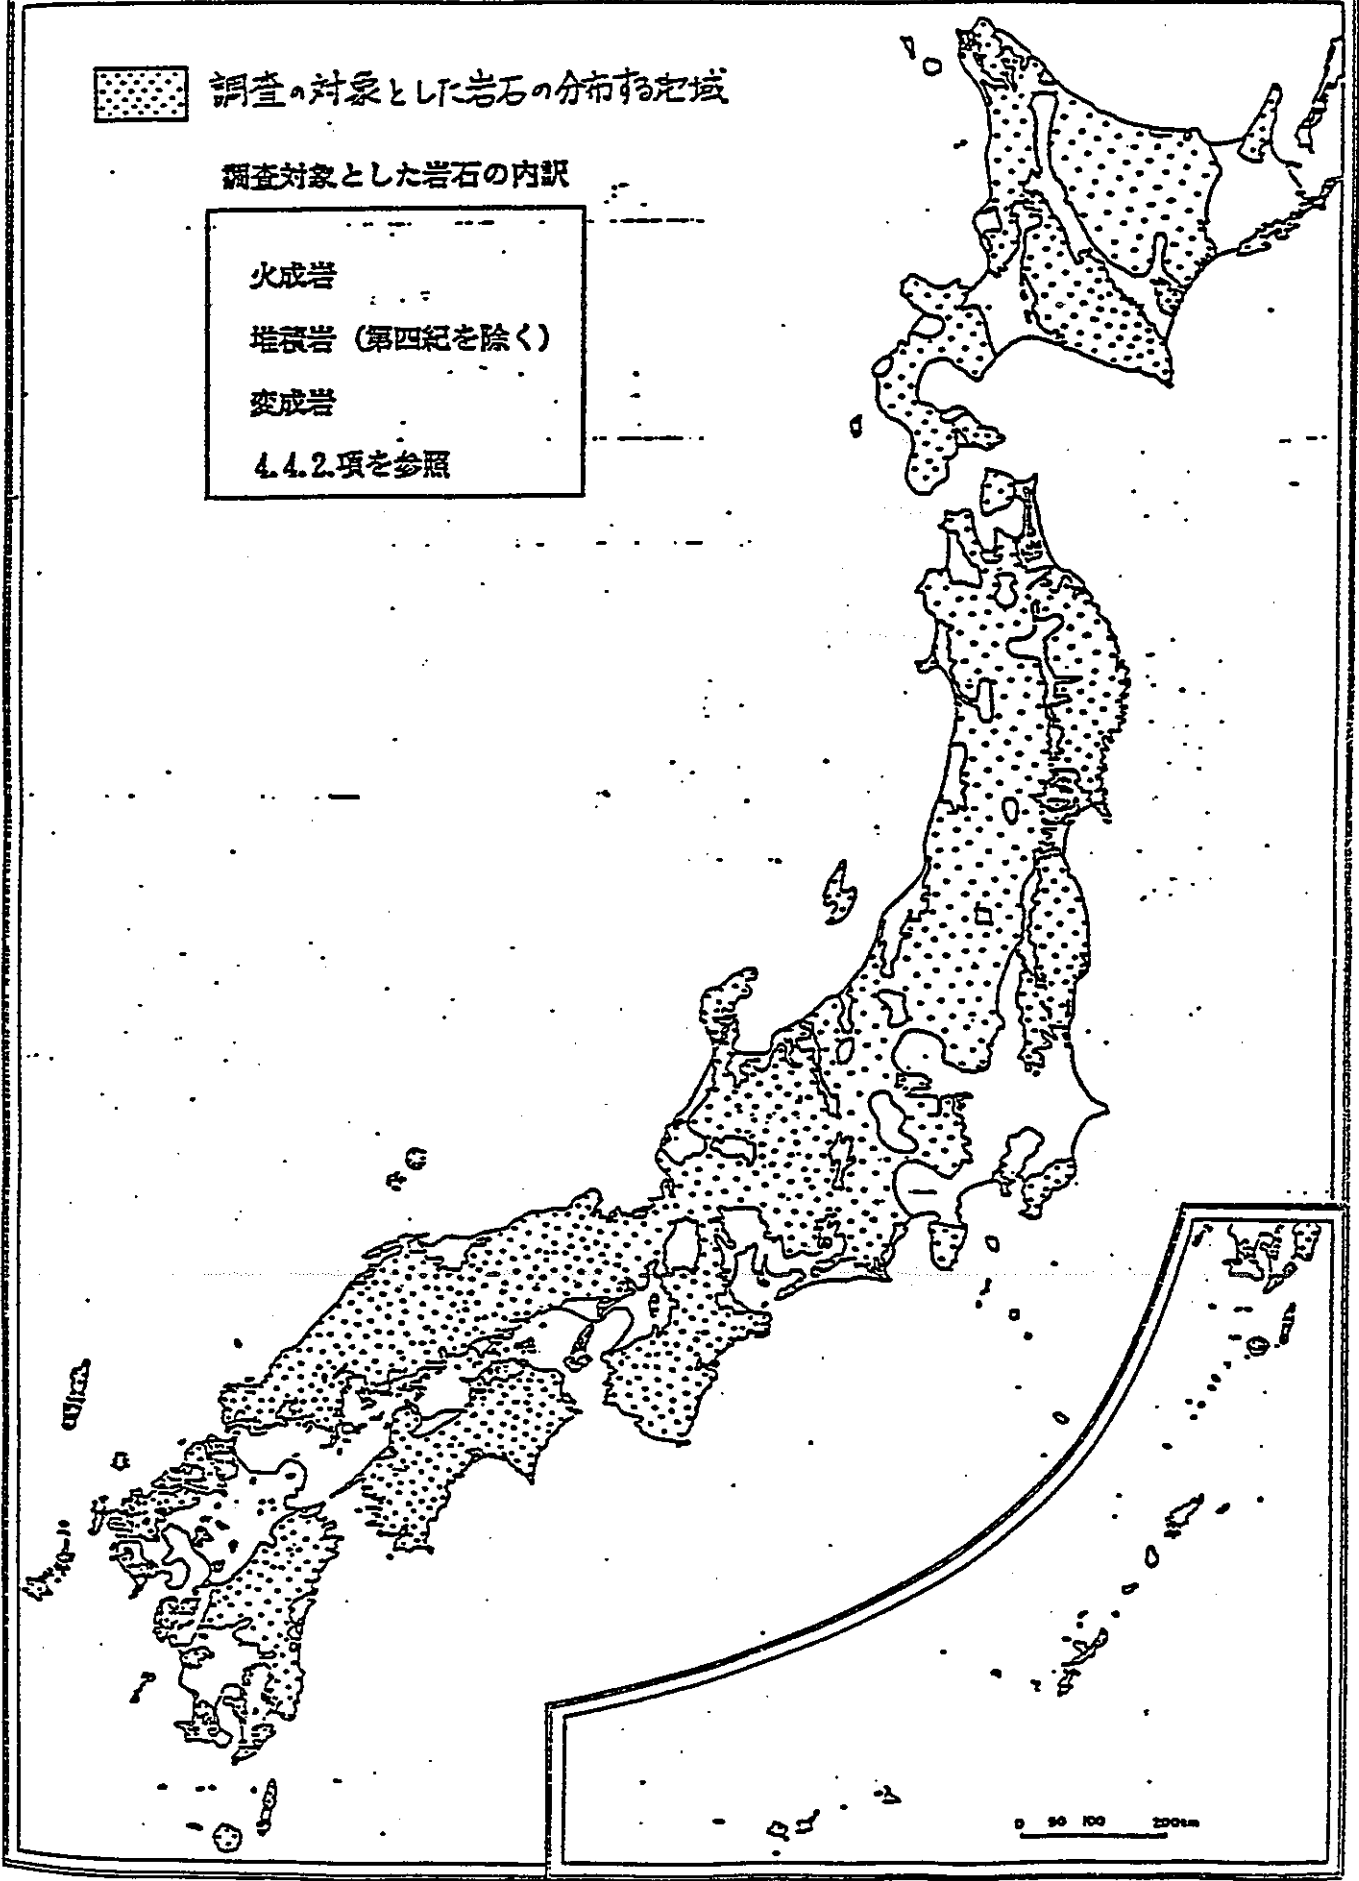 調査の対象とした岩石の分布する地域
調査対象とした岩石の内訳
火成岩
堆積岩（第四紀を除く）
変成岩
4.4.2.項を参照
0 50 100 200km